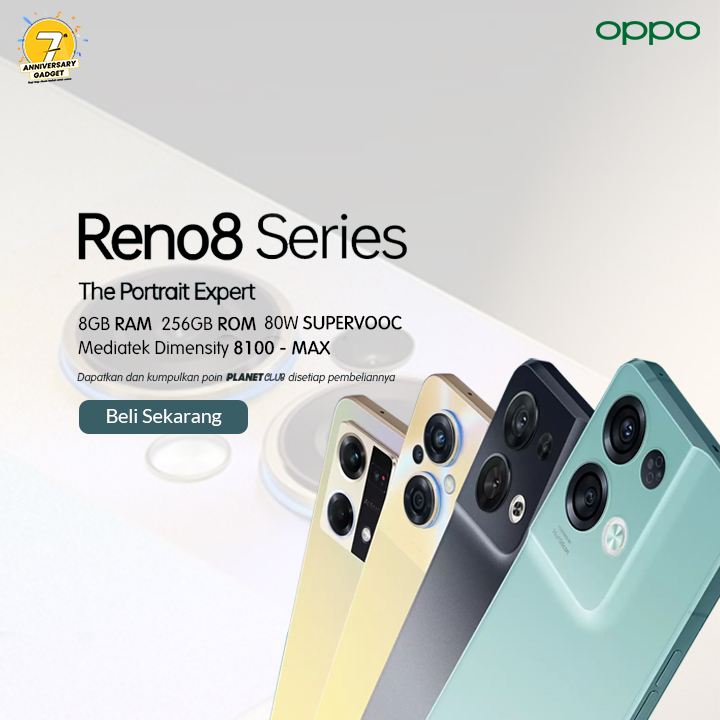 7
ANNIVERSARY
GADGET
oppo
Reno8 Series
The Portrait Expert
8GB RAM 256GB ROM 80W SUPERVOOC
Mediatek Dimensity 8100 - MAX
Dapatkan dan kumpulkan poin PLANETCLUB disetiap pembeliannya
Beli Sekarang